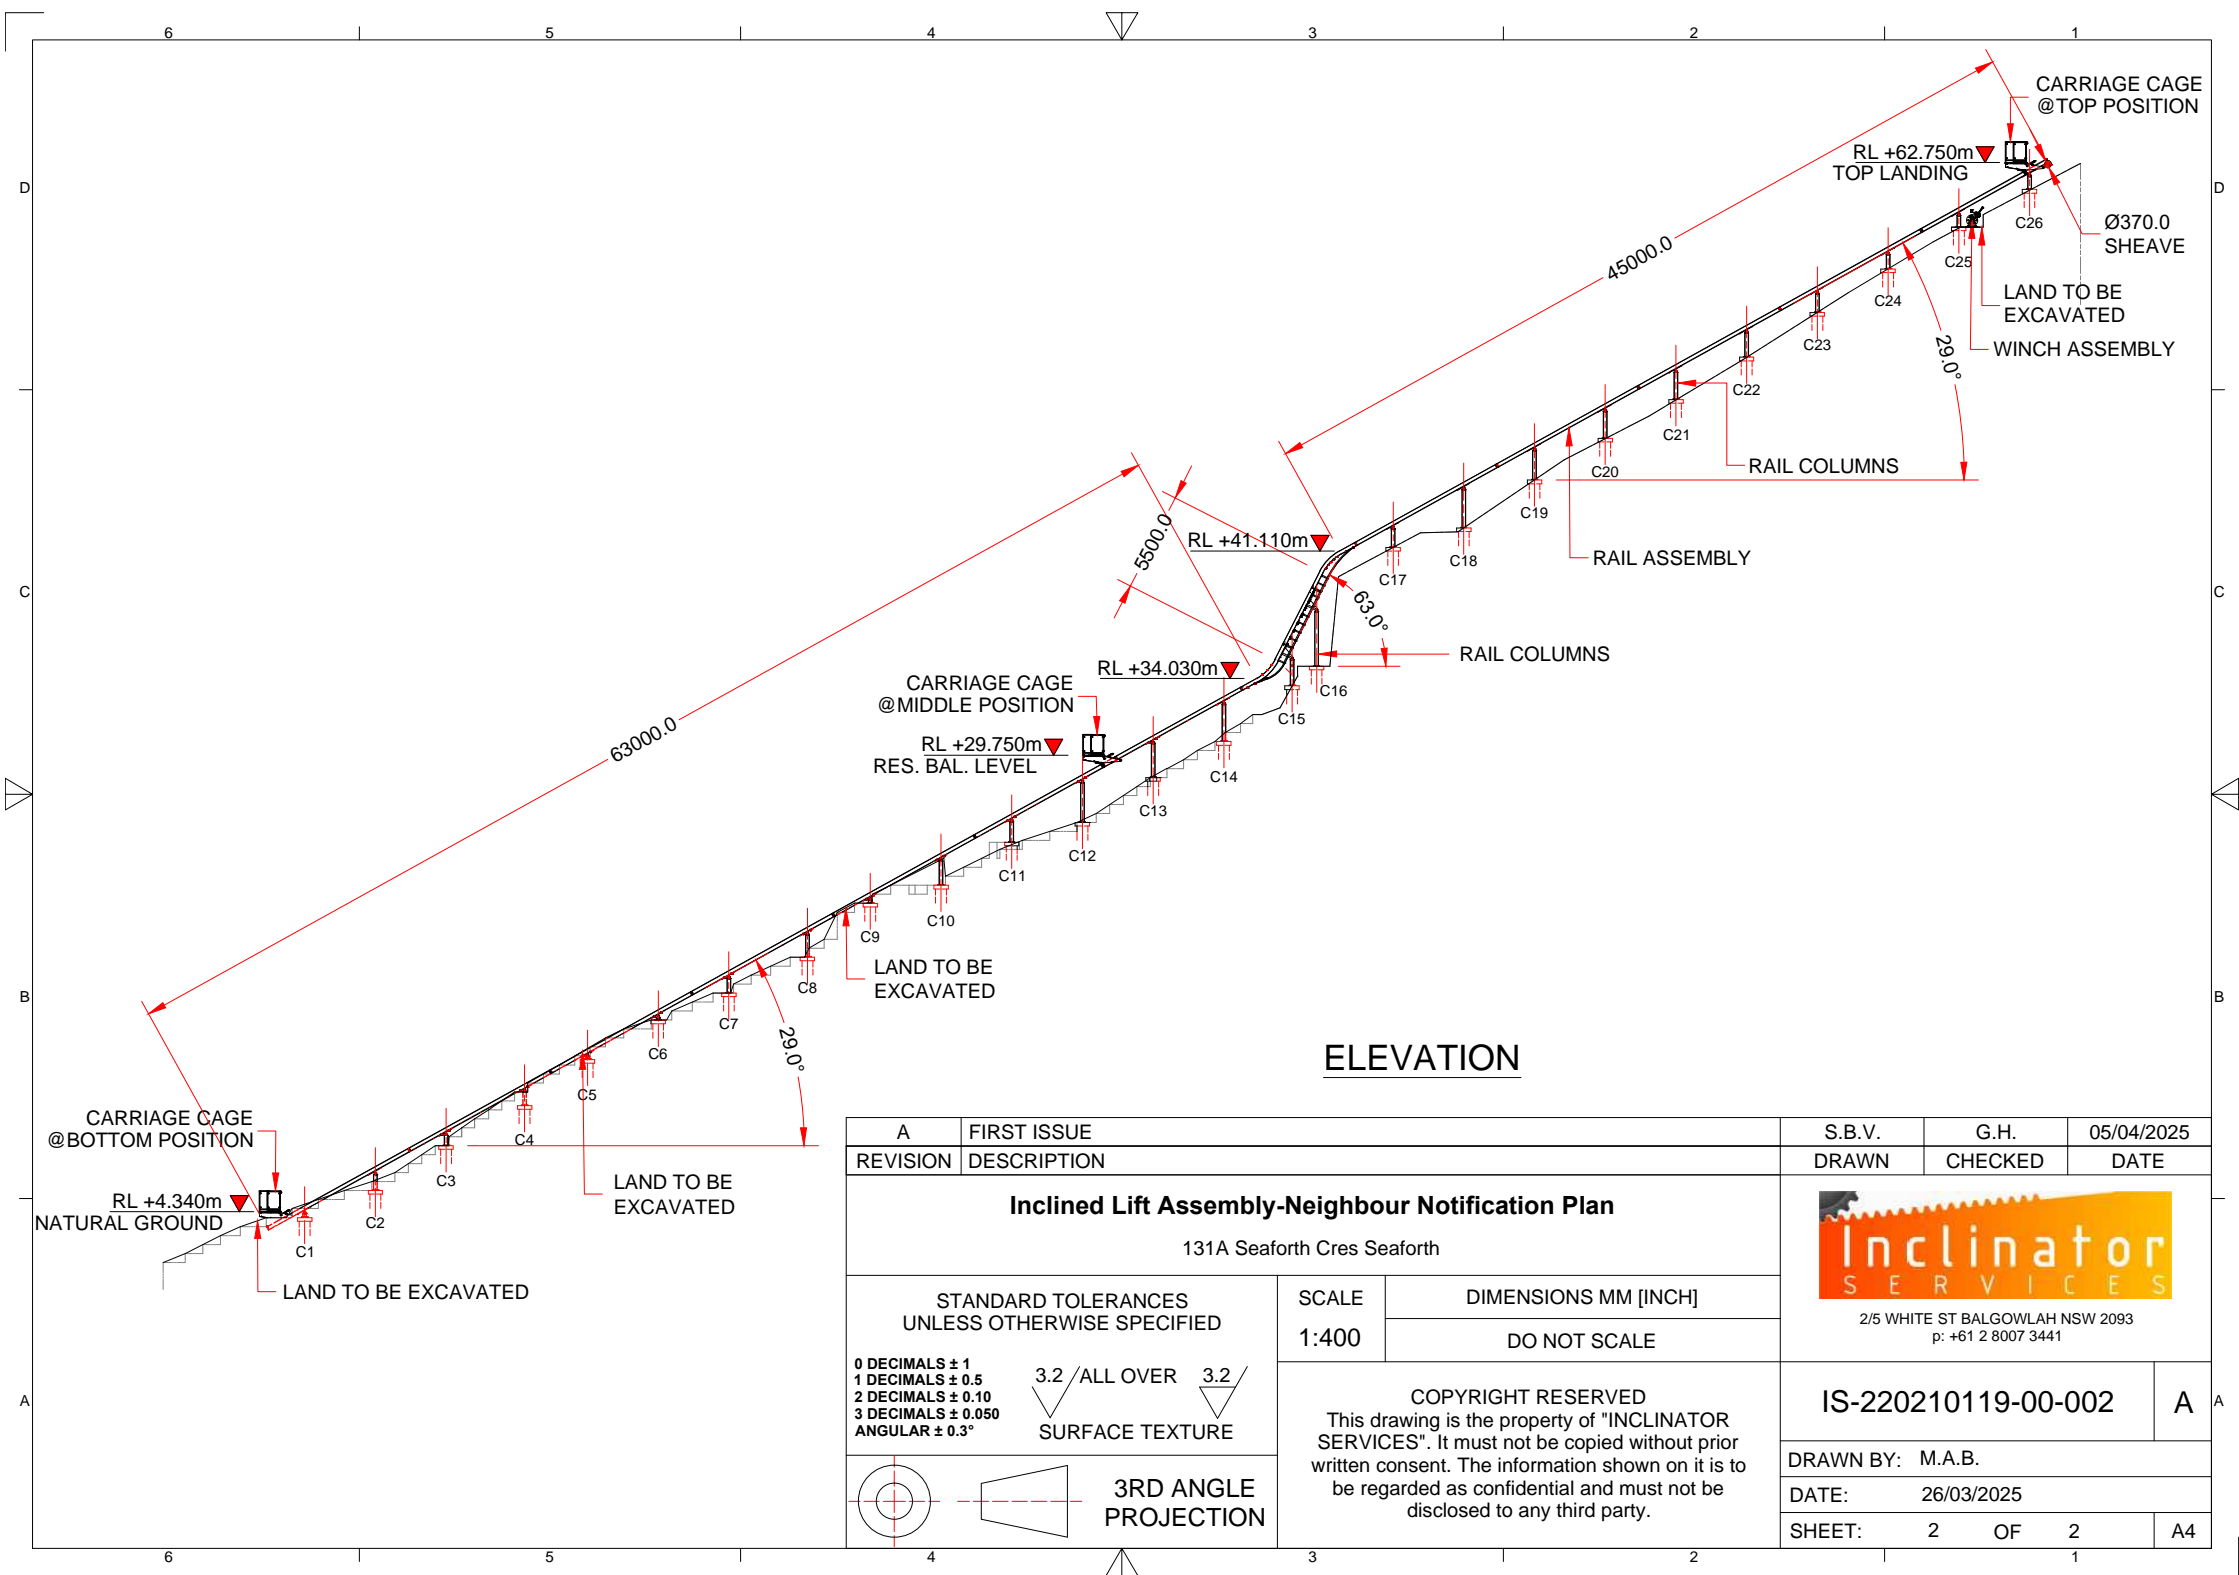 6
5
4
3
2
1
D
D
C
C
B
B
A
A
6
5
4
3
2
1
CARRIAGE CAGE
@TOP POSITION
RL +62.750m
TOP LANDING
Ø370.0
SHEAVE
LAND TO BE
EXCAVATED
WINCH ASSEMBLY
45000.0
29.0°
RAIL COLUMNS
RAIL ASSEMBLY
C26
C25
C24
C23
C22
C21
C20
C19
C18
C17
5500.0
RL +41.110m
63.0°
RAIL COLUMNS
RL +34.030m
C16
C15
C14
C13
C12
C11
C10
C9
C8
C7
C6
C5
C4
C3
C2
C1
CARRIAGE CAGE
@MIDDLE POSITION
RL +29.750m
RES. BAL. LEVEL
63000.0
LAND TO BE
EXCAVATED
29.0°
LAND TO BE
EXCAVATED
CARRIAGE CAGE
@BOTTOM POSITION
RL +4.340m
NATURAL GROUND
LAND TO BE EXCAVATED
ELEVATION
A FIRST ISSUE S.B.V. G.H. 05/04/2025
REVISION DESCRIPTION DRAWN CHECKED DATE
Inclined Lift Assembly-Neighbour Notification Plan
131A Seaforth Cres Seaforth
STANDARD TOLERANCES
UNLESS OTHERWISE SPECIFIED
0 DECIMALS ± 1
1 DECIMALS ± 0.5
2 DECIMALS ± 0.10
3 DECIMALS ± 0.050
ANGULAR ± 0.3°
3.2 ALL OVER 3.2
SURFACE TEXTURE
3RD ANGLE
PROJECTION
SCALE
1:400
DIMENSIONS MM [INCH]
DO NOT SCALE
COPYRIGHT RESERVED
This drawing is the property of "INCLINATOR
SERVICES". It must not be copied without prior
written consent. The information shown on it is to
be regarded as confidential and must not be
disclosed to any third party.
Inclinator
SERVICES
2/5 WHITE ST BALGOWLAH NSW 2093
p: +61 2 8007 3441
IS-220210119-00-002 A
DRAWN BY: M.A.B.
DATE: 26/03/2025
SHEET: 2 OF 2 A4